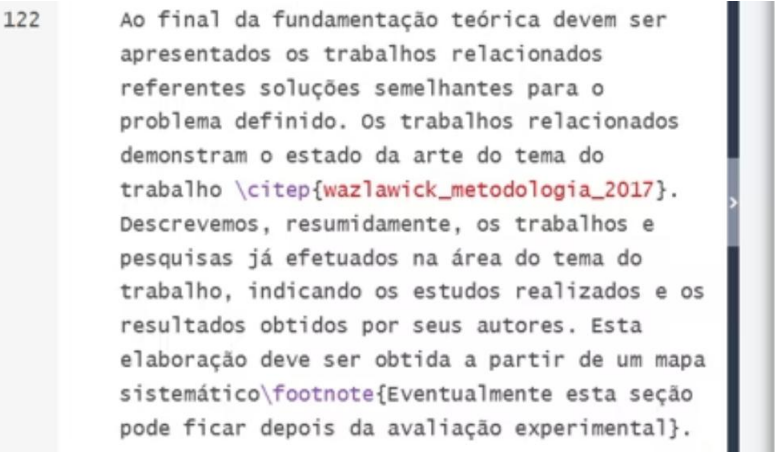 122 Ao final da fundamentação teórica devem ser
apresentados os trabalhos relacionados
referentes soluções semelhantes para o
problema definido. Os trabalhos relacionados
demonstram o estado da arte do tema do
trabalho \citep{wazlawick_metodologia_2017}.
Descrevemos, resumidamente, os trabalhos e
pesquisas já efetuados na área do tema do
trabalho, indicando os estudos realizados e os
resultados obtidos por seus autores. Esta
elaboração deve ser obtida a partir de um mapa
sistemático\footnote{Eventualmente esta seção
pode ficar depois da avaliação experimental}.